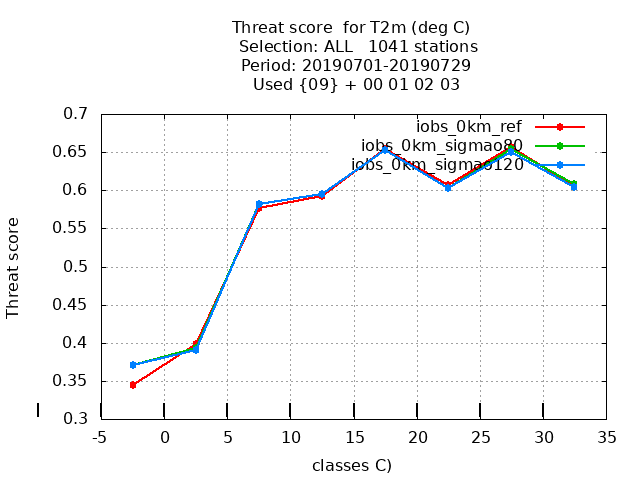 Threat score  for T2m (deg C)
Selection: ALL   1041 stations
Period: 20190701-20190729
Used {09} + 00 01 02 03
iobs_0km_ref
iobs_0km_sigmao80
iobs_0km_sigmao120
0.7
0.65
0.6
0.55
0.5
0.45
0.4
0.35
0.3
Threat score
-5 0 5 10 15 20 25 30 35
classes C)